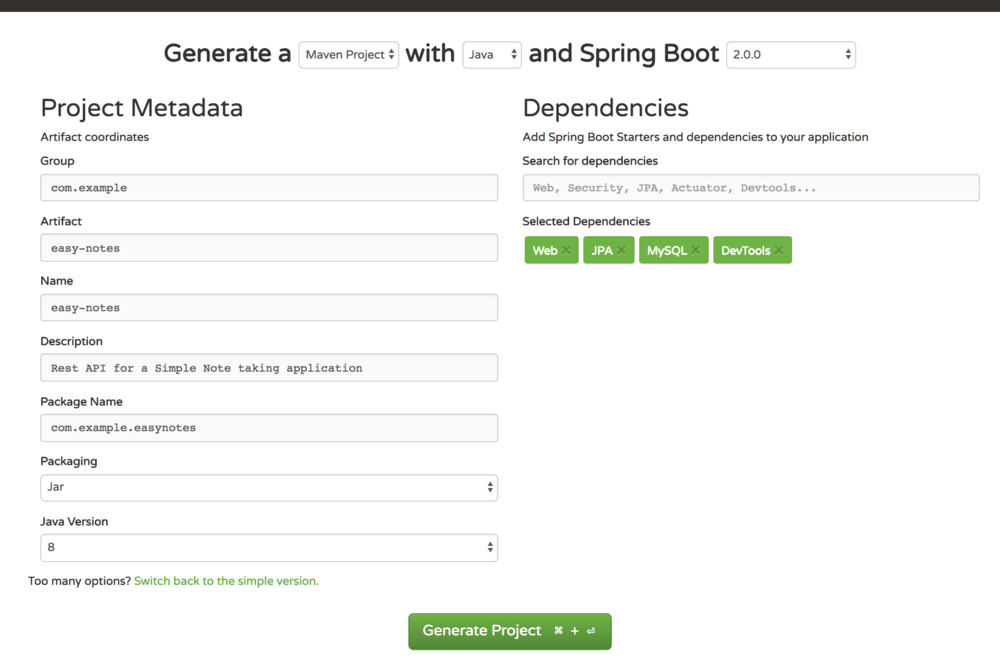 Generate a Maven Project with Java and Spring Boot 2.0.0
Project Metadata
Artifact coordinates
Group
com.example
Artifact
easy-notes
Name
easy-notes
Description
Rest API for a Simple Note taking application
Package Name
com.example.easynotes
Packaging
Jar
Java Version
8
Too many options? Switch back to the simple version.
Dependencies
Add Spring Boot Starters and dependencies to your application
Search for dependencies
Web, Security, JPA, Actuator, Devtools...
Selected Dependencies
Web × JPA × MySQL × DevTools ×
Generate Project ⌘ + ⏎